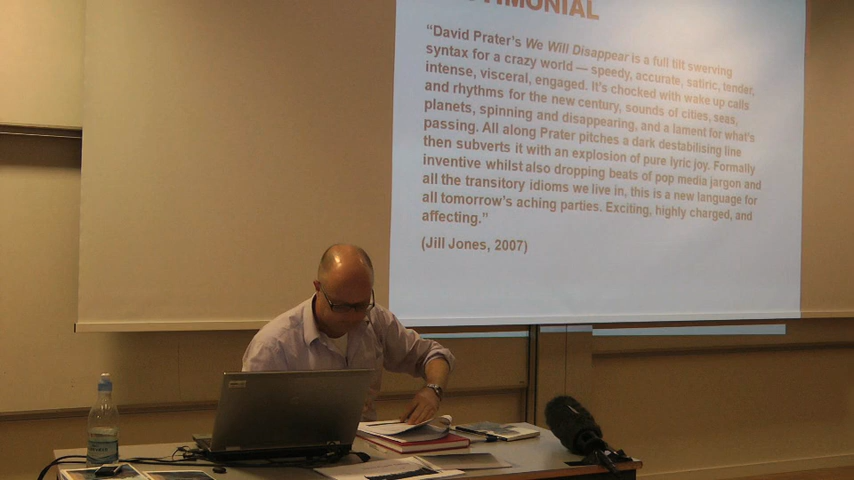 TESTIMONIAL
“David Prater’s We Will Disappear is a full tilt swerving
syntax for a crazy world — speedy, accurate, satiric, tender,
intense, visceral, engaged. It’s chocked with wake up calls
and rhythms for the new century, sounds of cities, seas,
planets, spinning and disappearing, and a lament for what’s
passing. All along Prater pitches a dark destabilising line
then subverts it with an explosion of pure lyric joy. Formally
inventive whilst also dropping beats of pop media jargon and
all the transitory idioms we live in, this is a new language for
all tomorrow’s aching parties. Exciting, highly charged, and
affecting.”
(Jill Jones, 2007)